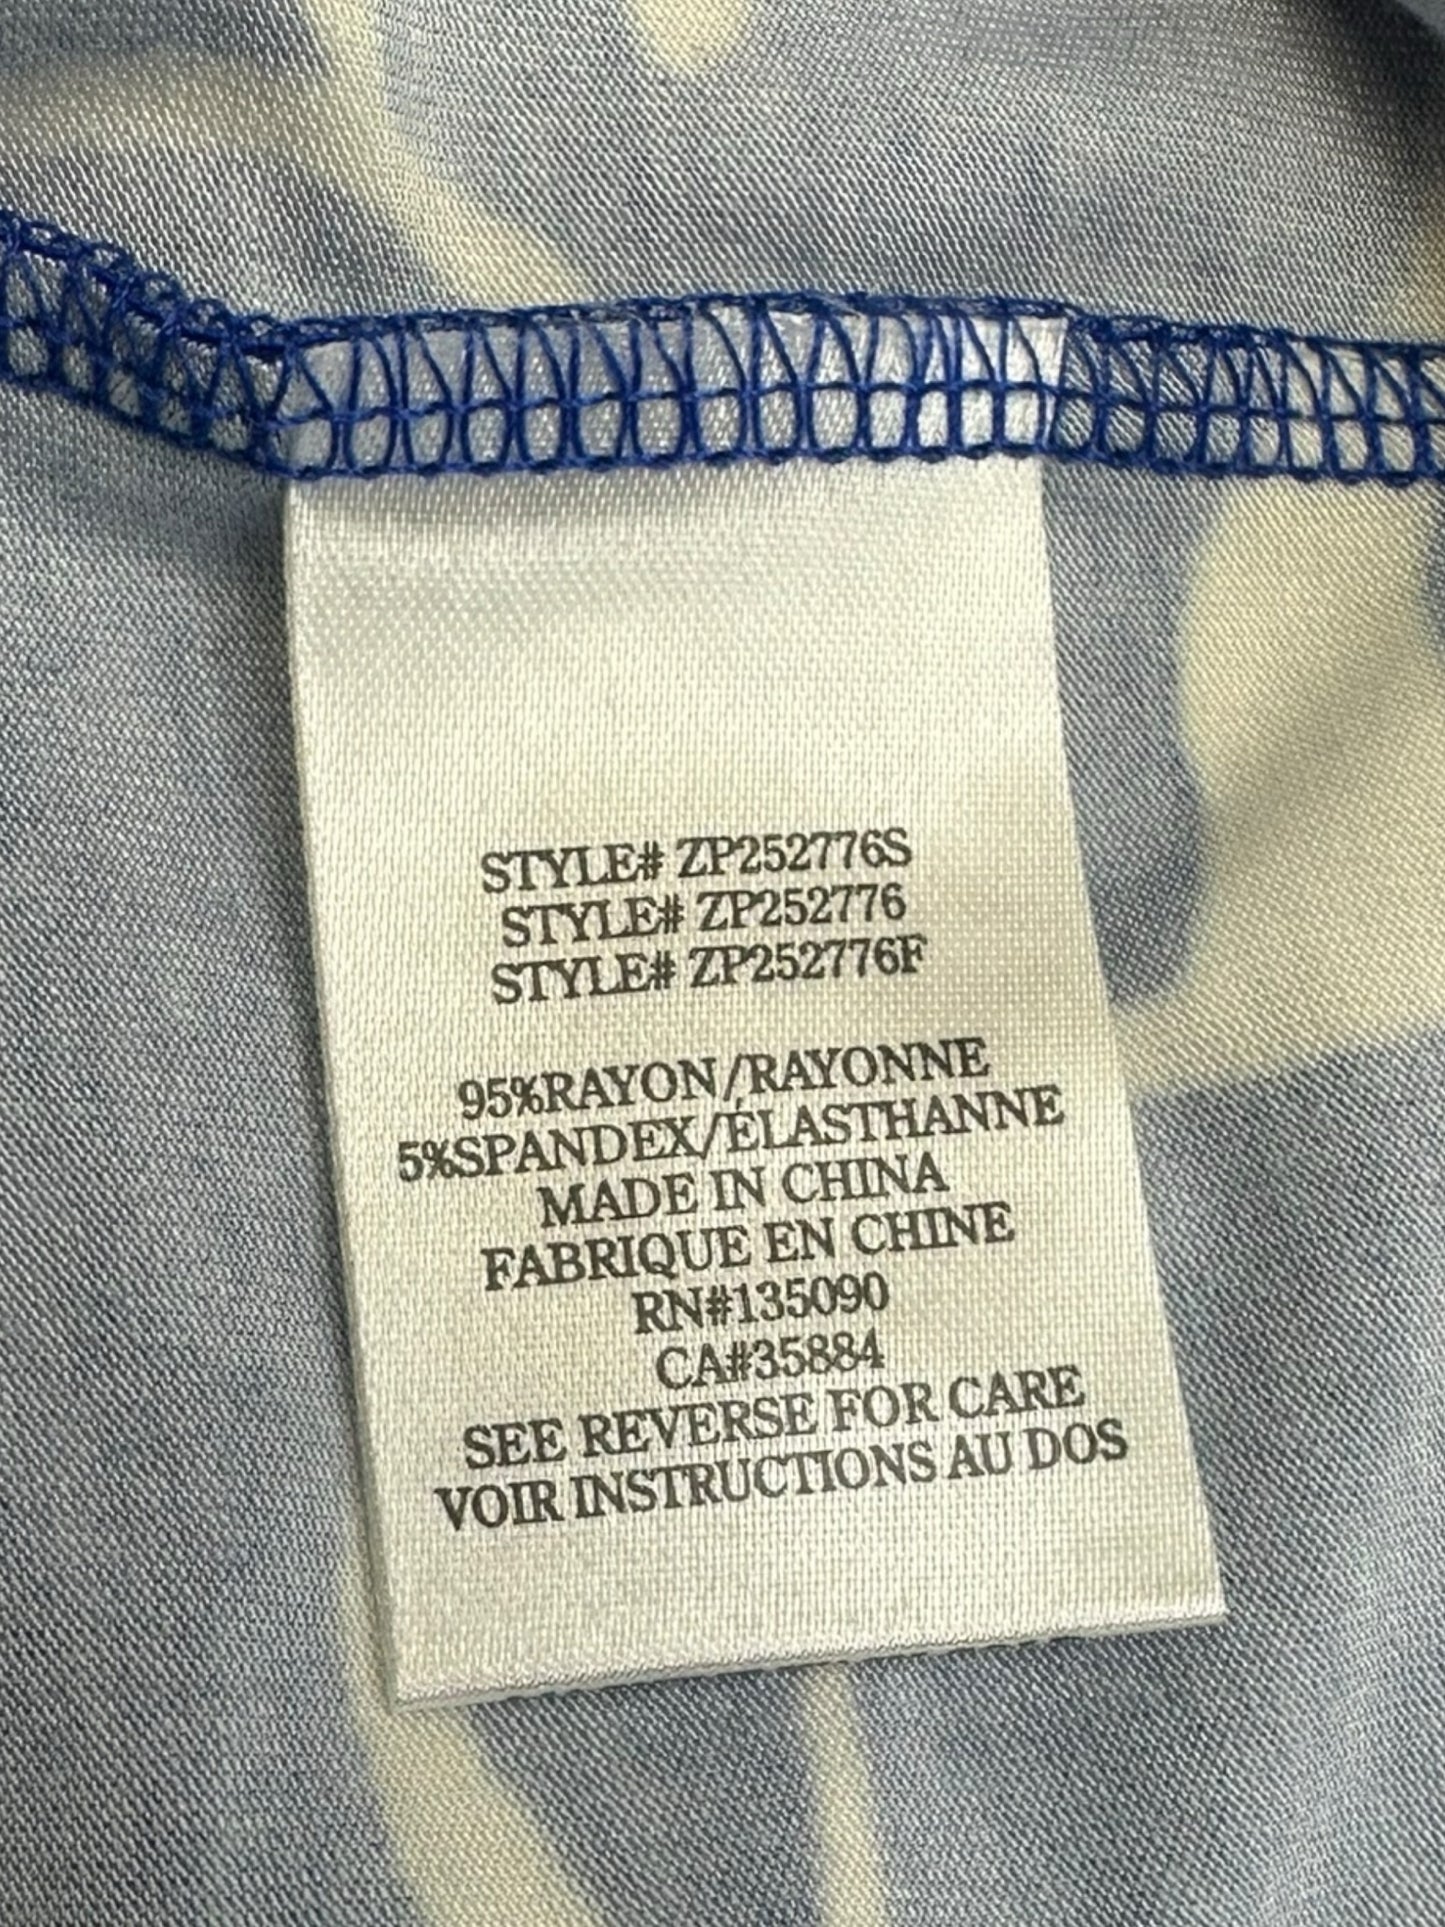 STYLE# ZP252776S
STYLE# ZP252776
STYLE# ZP252776F
95%RAYON/RAYONNE
5%SPANDEX/ÉLASTHANNE
MADE IN CHINA
FABRIQUE EN CHINE
RN#135090
CA#35884
SEE REVERSE FOR CARE
VOIR INSTRUCTIONS AU DOS